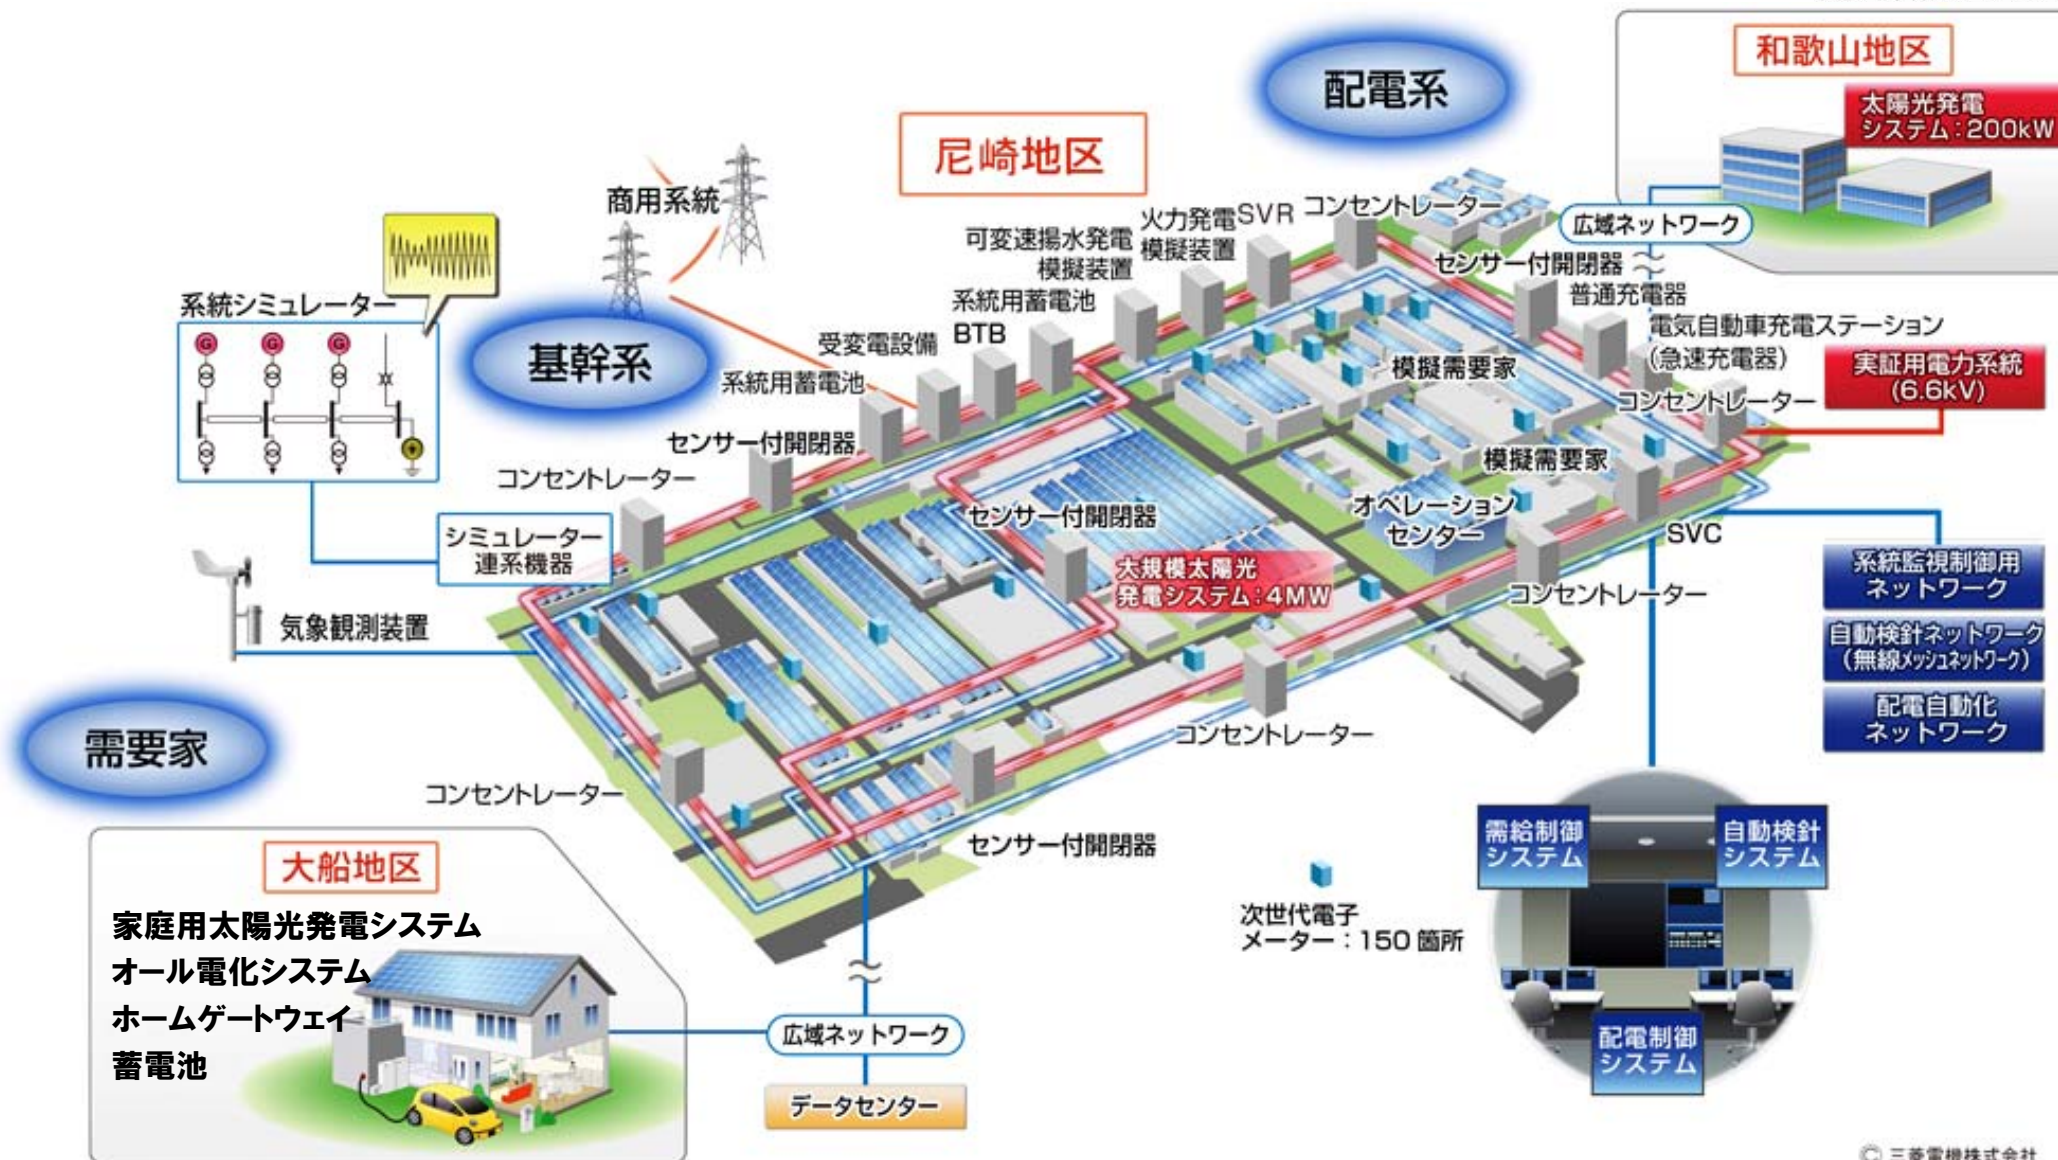 和歌山地区
太陽光発電
システム：200kW
配電系
尼崎地区
商用系統
広域ネットワーク
火力発電
模擬装置
SVR
コンセントレーター
可変速揚水発電
模擬装置
センサー付開閉器
普通充電器
系統用蓄電池
BTB
電気自動車充電ステーション
(急速充電器)
系統シミュレーター
G
G
G
基幹系
受変電設備
系統用蓄電池
模擬需要家
実証用電力系統
(6.6kV)
コンセントレーター
センサー付開閉器
コンセントレーター
模擬需要家
センサー付開閉器
オペレーション
センター
シミュレーター
連系機器
SVC
大規模太陽光
発電システム：4MW
コンセントレーター
系統監視制御用
ネットワーク
気象観測装置
自動検針ネットワーク
(無線メッシュネットワーク)
配電自動化
ネットワーク
需要家
コンセントレーター
コンセントレーター
センサー付開閉器
需給制御
システム
自動検針
システム
大船地区
家庭用太陽光発電システム
オール電化システム
ホームゲートウェイ
蓄電池
次世代電子
メーター：150箇所
配電制御
システム
広域ネットワーク
データセンター
© 三菱電機株式会社